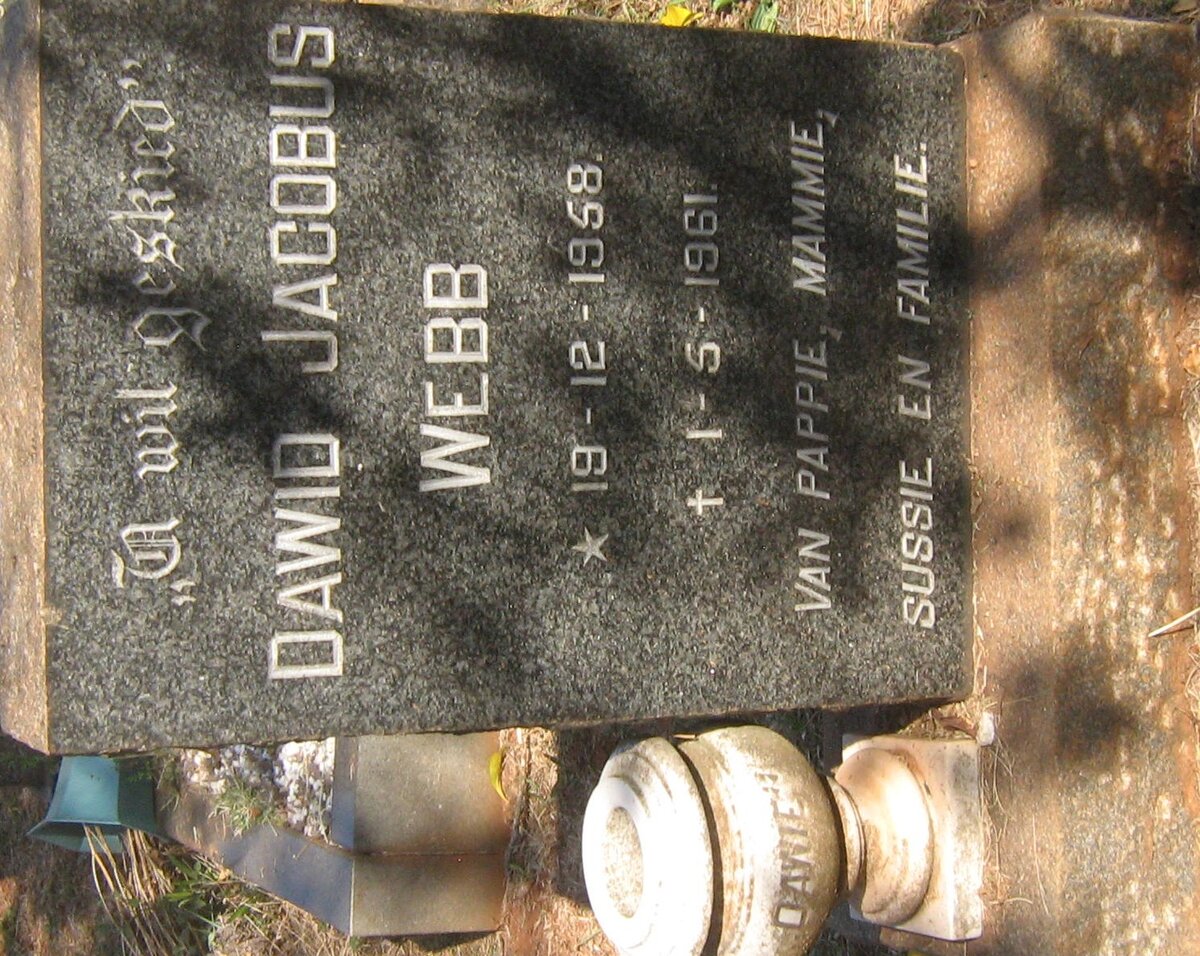 „U wil geskied"
DAWID JACOBUS
WEBB
19-12-1958.
1-5-1961.
VAN PAPPIE, MAMMIE,
SUSSIE EN FAMILIE.
DAWIE